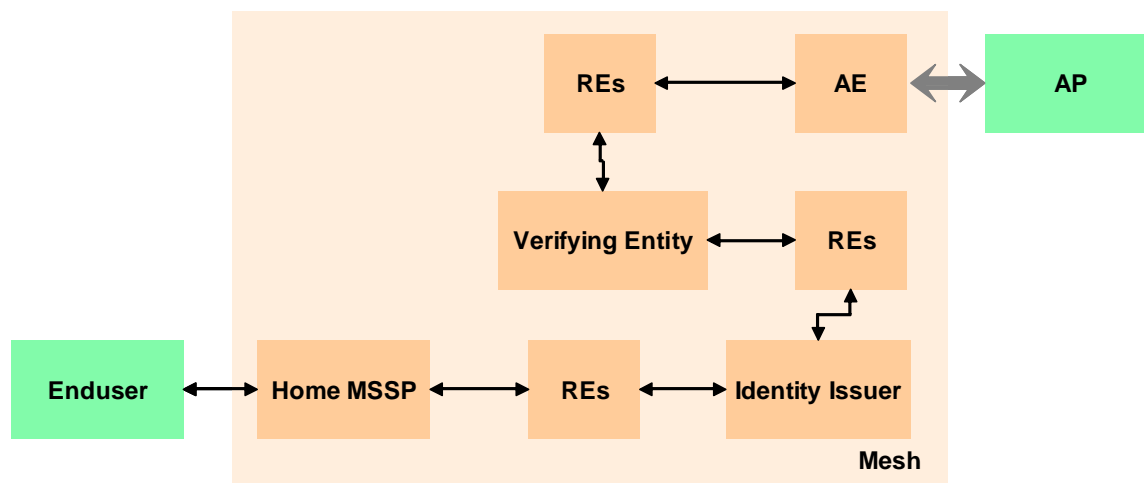 REs
AE
AP
Verifying Entity
REs
Enduser
Home MSSP
REs
Identity Issuer
Mesh